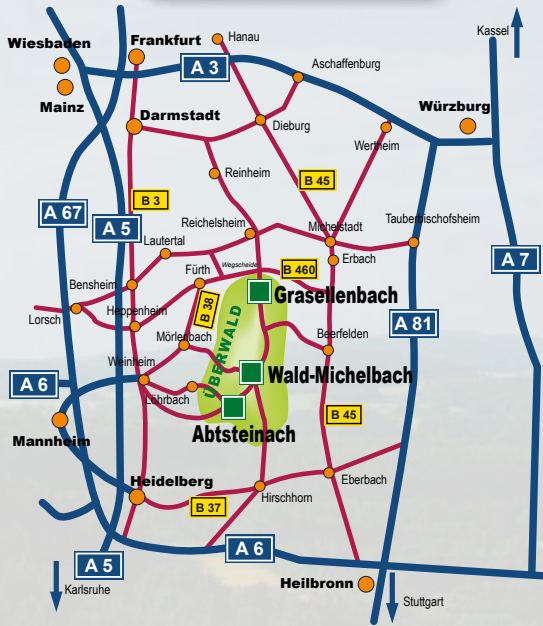 Kassel
Wiesbaden
Frankfurt
Hanau
A 3
Aschaffenburg
Mainz
Würzburg
Darmstadt
Dieburg
Wertheim
Reinheim
B 45
B 3
A 67
A 5
Reichelsheim
Michelstadt
Tauberbischofsheim
Lautertal
Erbach
A 7
Wegscheide
Fürth
B 460
Bensheim
Grasellenbach
Lorsch
Heppenheim
B 38
A 81
Mörlenbach
ÜBERWALD
Beerfelden
Weinheim
Wald-Michelbach
A 6
Löhrbach
B 45
Mannheim
Abtsteinach
Heidelberg
Eberbach
Hirschhorn
B 37
A 6
A 5
Karlsruhe
Heilbronn
Stuttgart